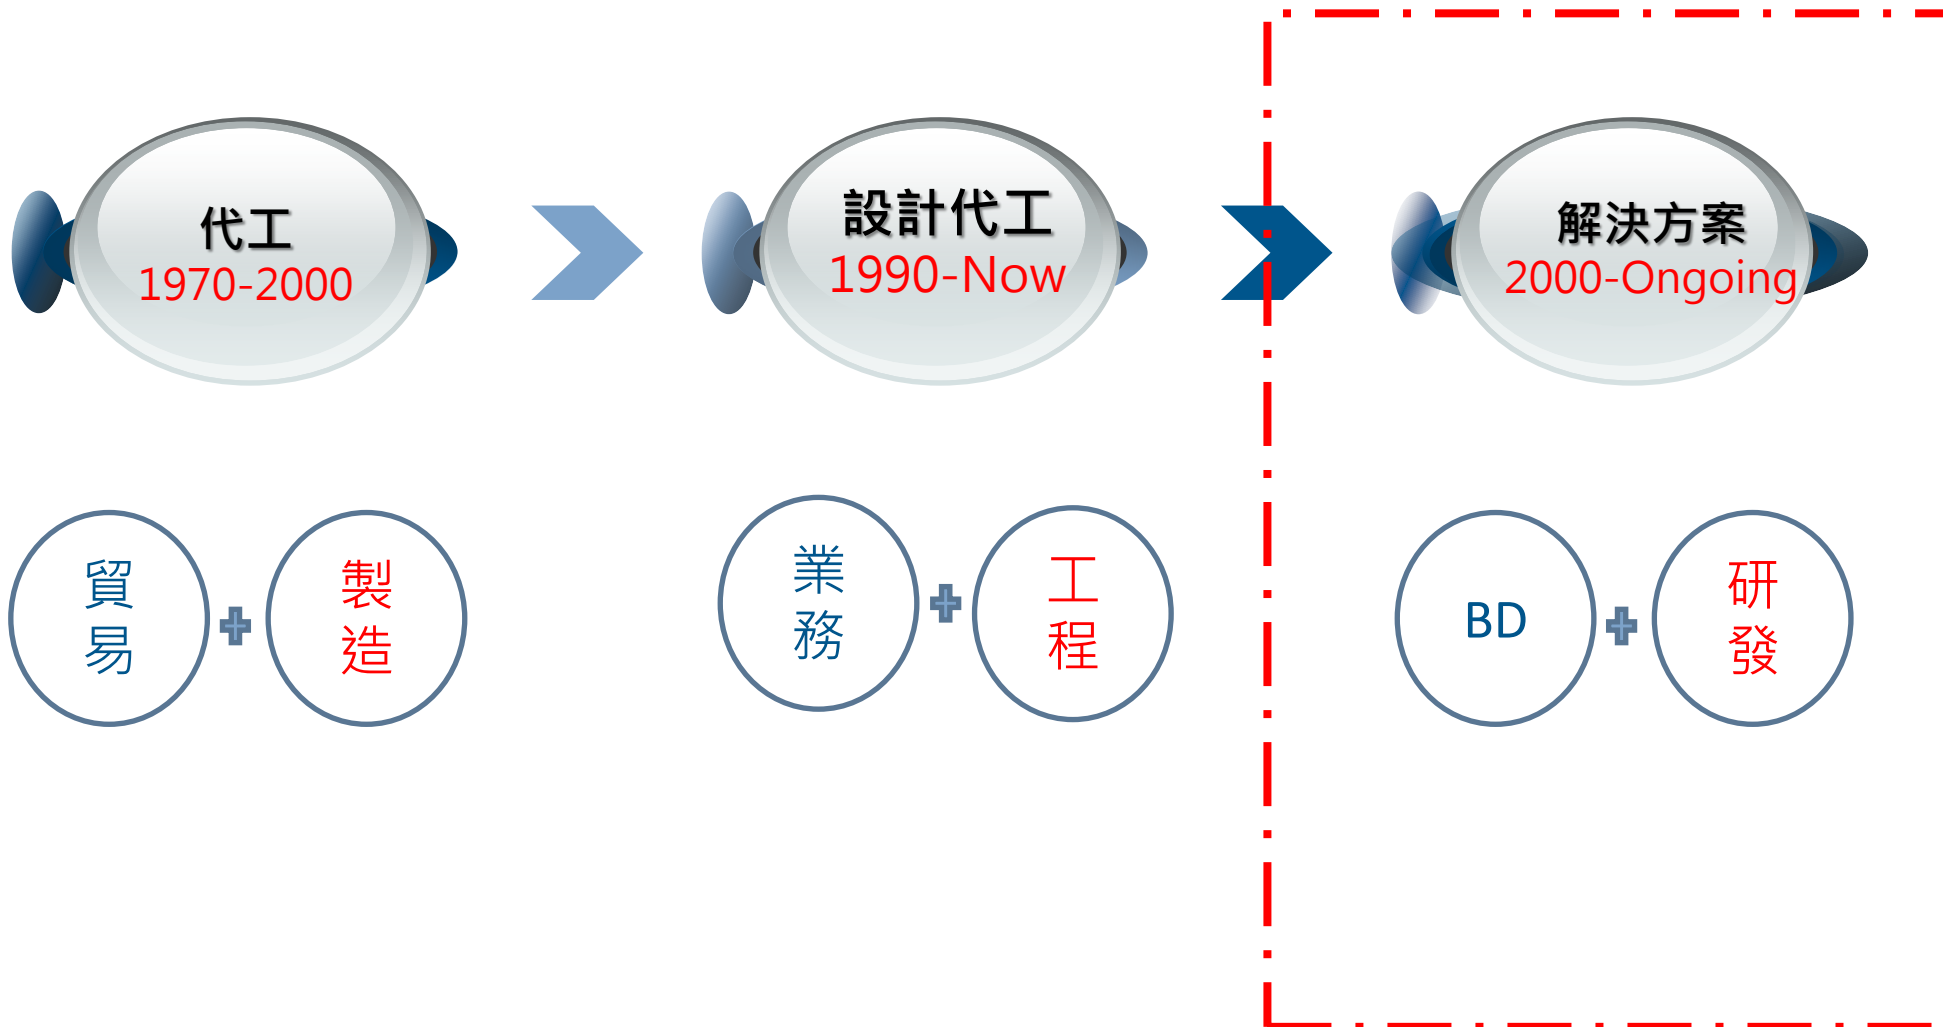 代工
1970-2000
設計代工
1990-Now
解決方案
2000-Ongoing
貿易
製造
業務
工程
BD
研發